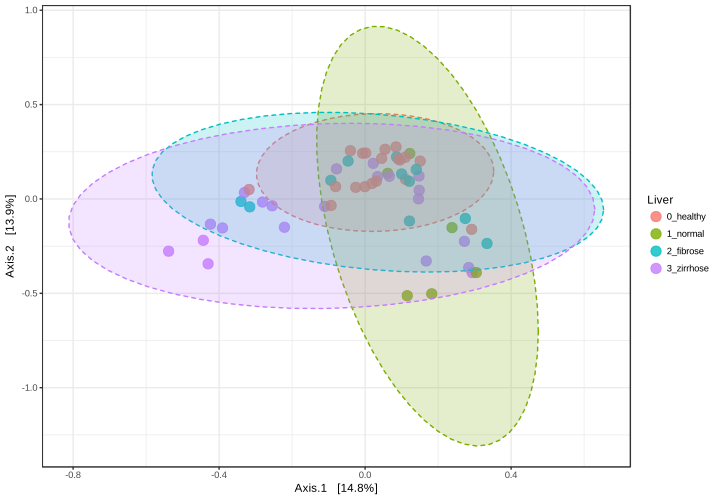 1.0
0.5
0.0
-0.5
-1.0
Axis.2 [13.9%]
-0.8
-0.4
0.0
0.4
Axis.1 [14.8%]
Liver
0_healthy
1_normal
2_fibrose
3_zirrhose